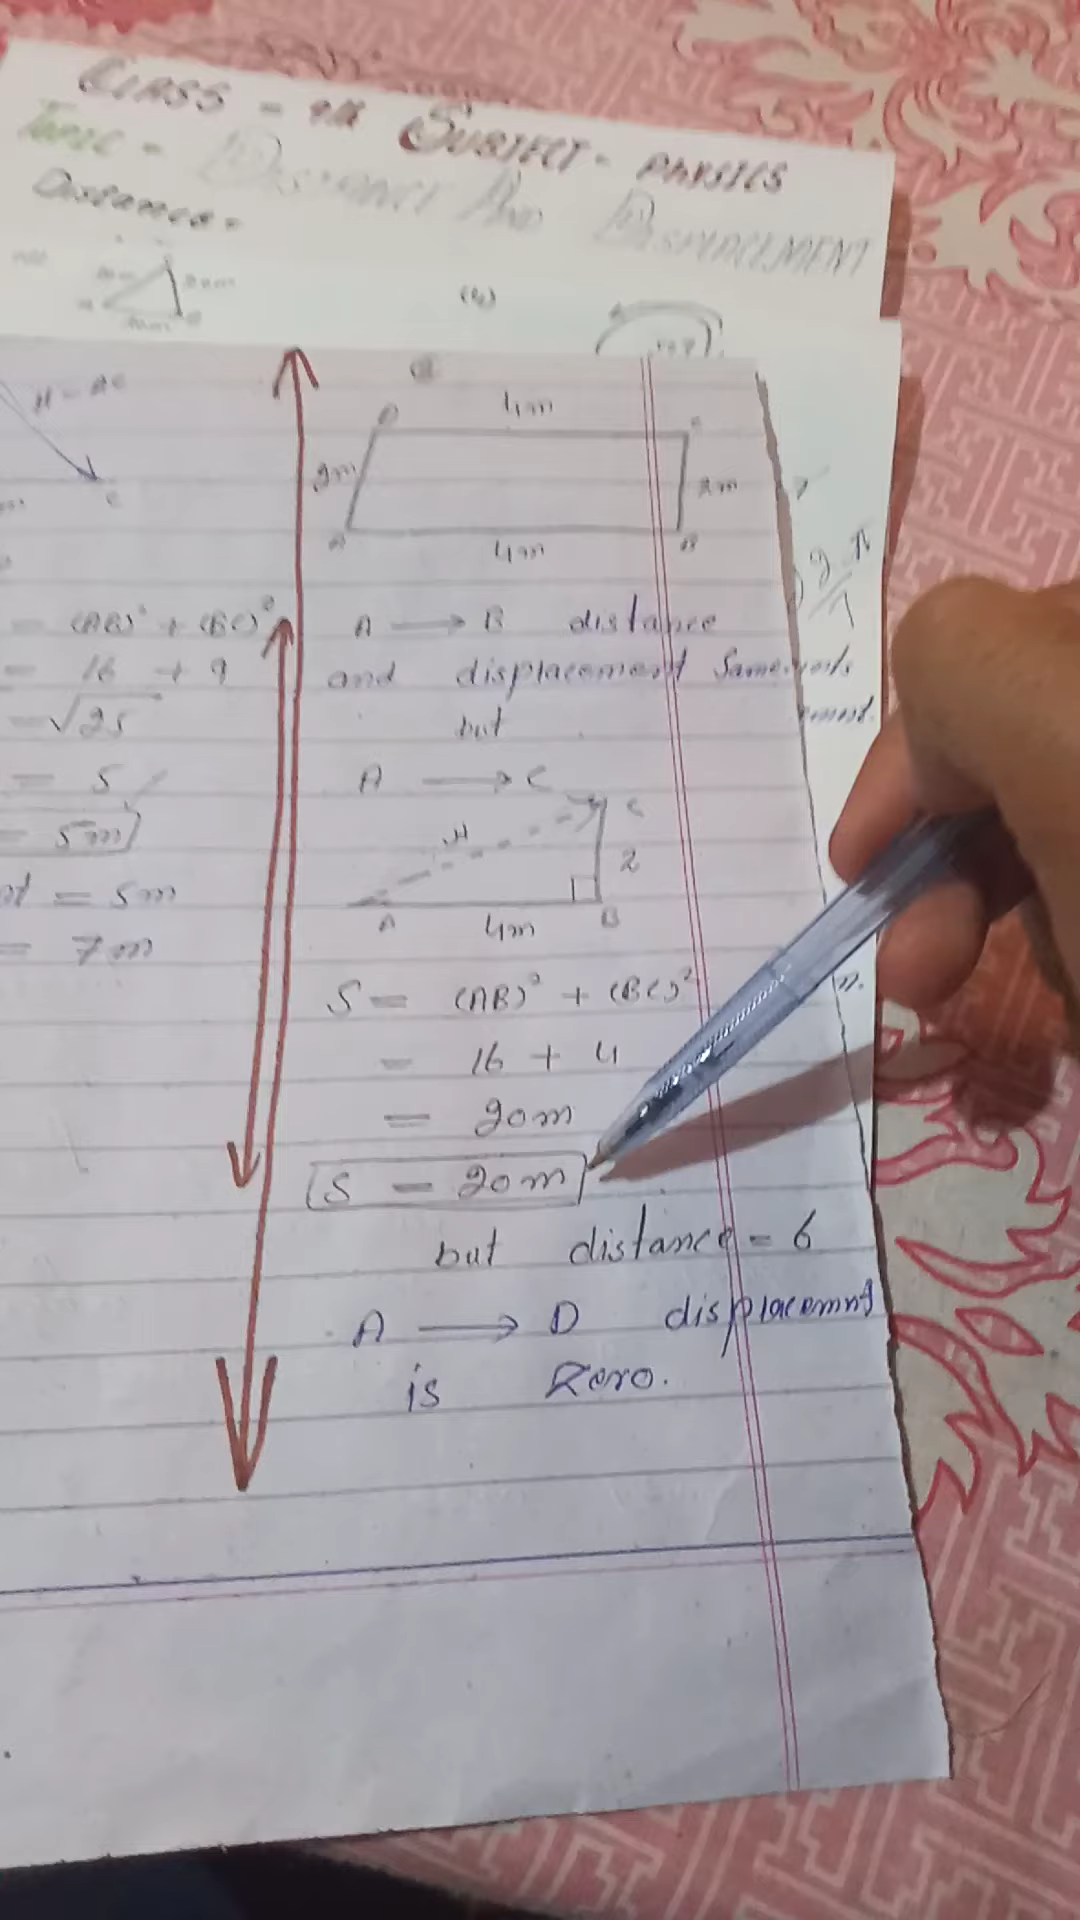 CLASS - 9th SUBJECT - PHYSICS
TOPIC - DISTANCE AND DISPLACEMENT
Distance -
(b)
H = AC
C
D 4m C
2m 2m
A 4m B
= (AB)² + (BC)²
= 16 + 9
= √25
= 5
= 5m
= 5m
= 7m
A → B distance
and displacement Same
but
A → C
C
H
2
A 4m B
S = (AB)² + (BC)²
= 16 + 4
= 20m
S = 20m
but distance = 6
A → D displacemnt
is Zero.